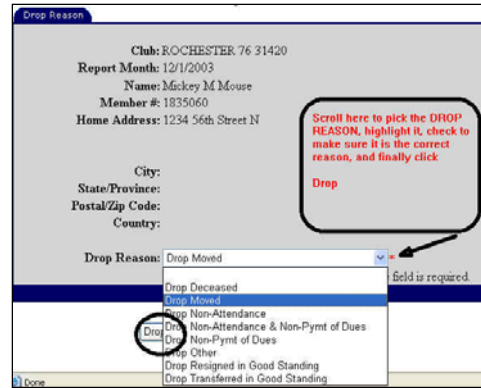 Drop Reason
Club: ROCHESTER 76 31420
Report Month: 12/1/2003
Name: Mickey M Mouse
Member #: 1835060
Home Address: 1234 56th Street N
Scroll here to pick the DROP
REASON, highlight it, check to
make sure it is the correct
reason, and finally click
Drop
City:
State/Province:
Postal/Zip Code:
Country:
Drop Reason: Drop Moved *
field is required.
Drop Deceased
Drop Moved
Drop Non-Attendance
Drop Non-Attendance & Non-Pymt of Dues
Drop Non-Pymt of Dues
Drop Other
Drop Resigned in Good Standing
Drop Transferred in Good Standing
Done